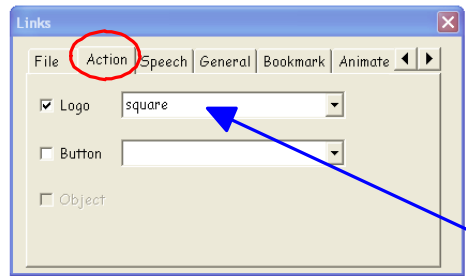 Links
File Action Speech General Bookmark Animate
Logo square
Button
Object